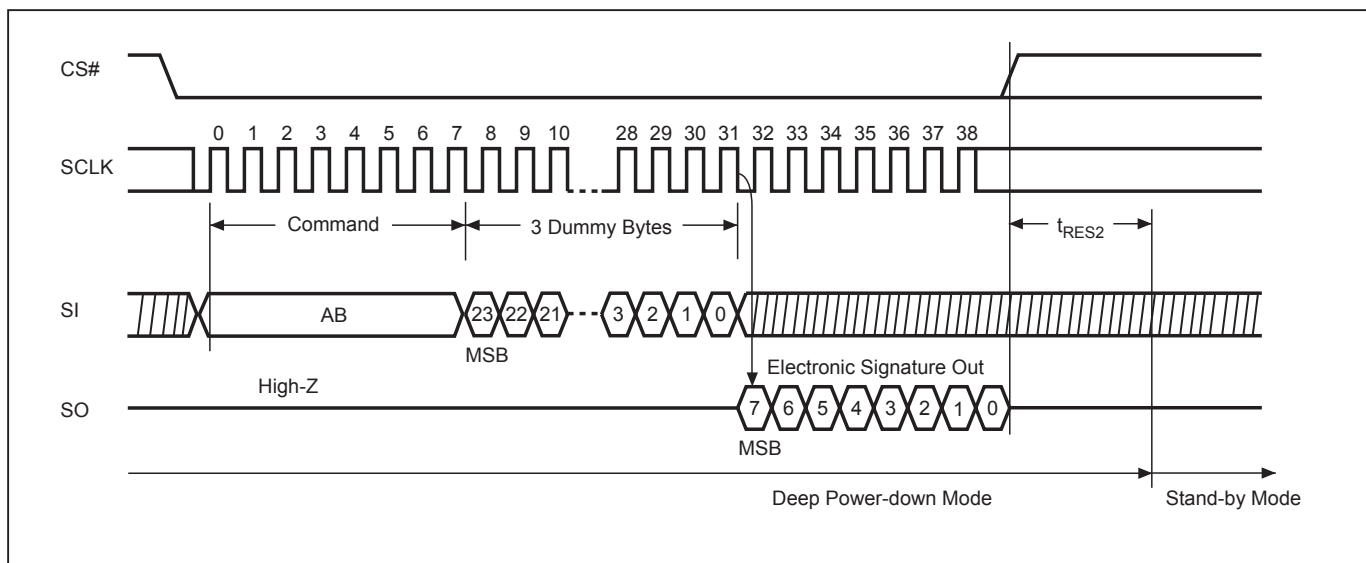 CS#
0 1 2 3 4 5 6 7 8 9 10 28 29 30 31 32 33 34 35 36 37 38
SCLK
Command 3 Dummy Bytes tRES2
SI AB 23 22 21 3 2 1 0
MSB
Electronic Signature Out
High-Z
SO 7 6 5 4 3 2 1 0
MSB
Deep Power-down Mode Stand-by Mode